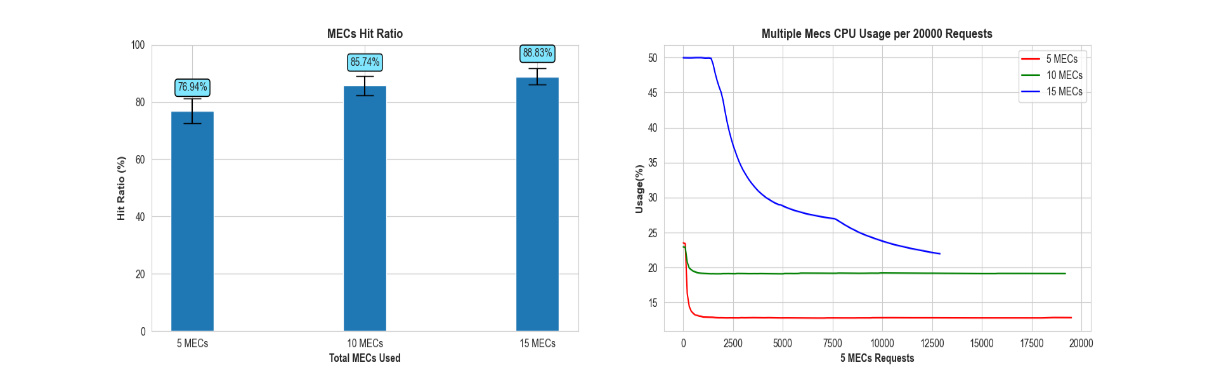 MECs Hit Ratio
100
80
60
40
20
0
Hit Ratio (%)
78.94%
85.74%
88.83%
5 MECs
10 MECs
15 MECs
Total MECs Used
Multiple Mecs CPU Usage per 20000 Requests
50
45
40
35
30
25
20
15
Usage(%)
5 MECs
10 MECs
15 MECs
0
2500
5000
7500
10000
12500
15000
17500
20000
5 MECs Requests